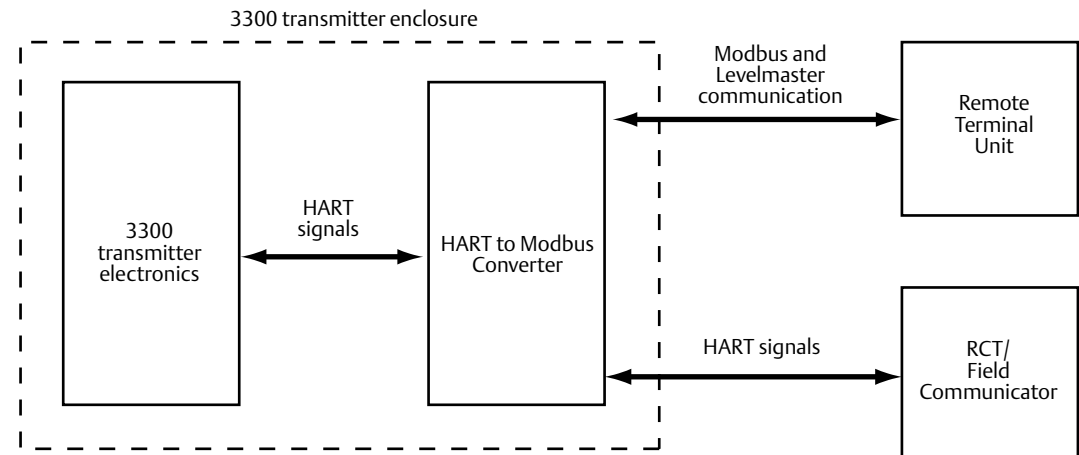 3300 transmitter enclosure
3300
transmitter
electronics
HART
signals
HART to Modbus
Converter
Modbus and
Levelmaster
communication
Remote
Terminal
Unit
HART signals
RCT/
Field
Communicator